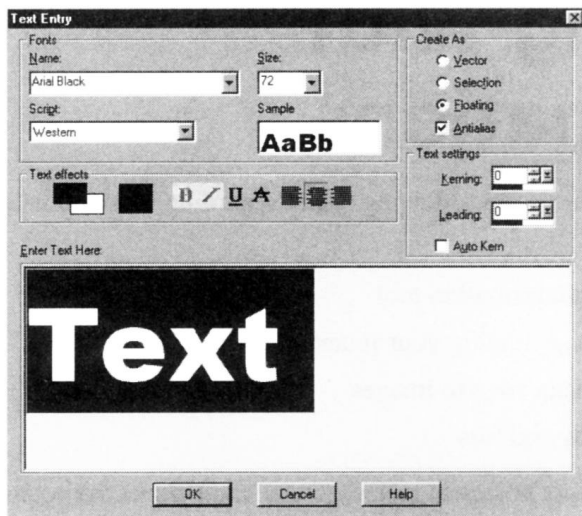 Text Entry
Fonts
Name:
Arial Black
Size:
72
Script:
Western
Sample
AaBb
Create As
Vector
Selection
Floating
Antialias
Text effects
B I U A
Text settings
Kerning: 0
Leading: 0
Auto Kern
Enter Text Here:
Text
OK Cancel Help